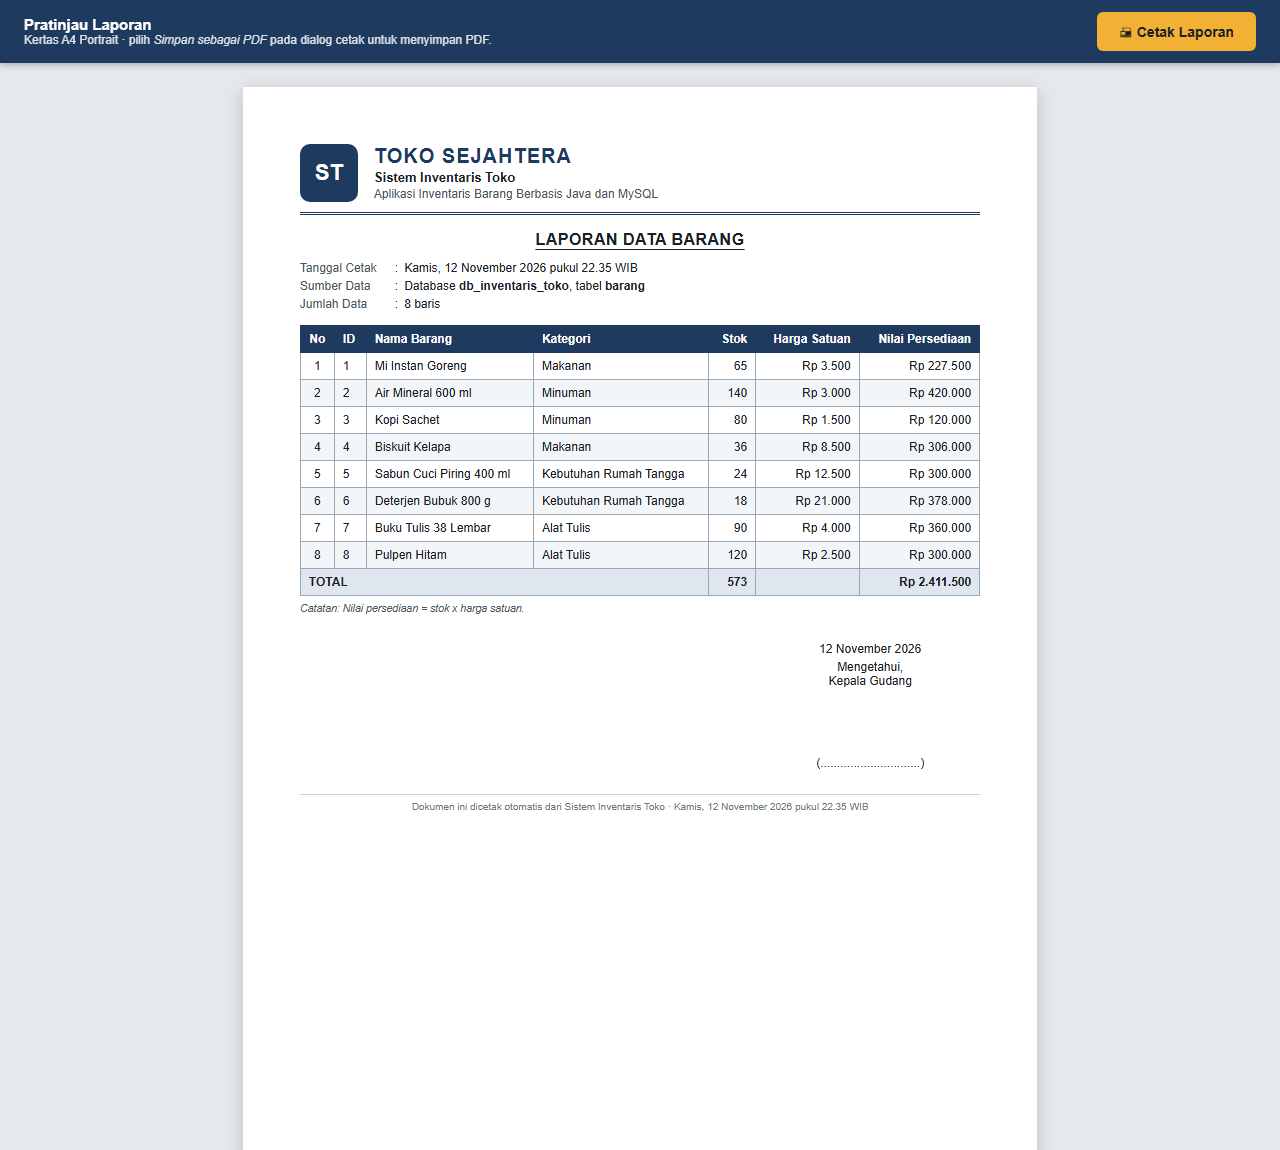 Pratinjau Laporan
Kertas A4 Portrait · pilih Simpan sebagai PDF pada dialog cetak untuk menyimpan PDF.
Cetak Laporan
ST
TOKO SEJAHTERA
Sistem Inventaris Toko
Aplikasi Inventaris Barang Berbasis Java dan MySQL
LAPORAN DATA BARANG
Tanggal Cetak : Kamis, 12 November 2026 pukul 22.35 WIB
Sumber Data : Database db_inventaris_toko, tabel barang
Jumlah Data : 8 baris
No ID Nama Barang Kategori Stok Harga Satuan Nilai Persediaan
1 1 Mi Instan Goreng Makanan 65 Rp 3.500 Rp 227.500
2 2 Air Mineral 600 ml Minuman 140 Rp 3.000 Rp 420.000
3 3 Kopi Sachet Minuman 80 Rp 1.500 Rp 120.000
4 4 Biskuit Kelapa Makanan 36 Rp 8.500 Rp 306.000
5 5 Sabun Cuci Piring 400 ml Kebutuhan Rumah Tangga 24 Rp 12.500 Rp 300.000
6 6 Deterjen Bubuk 800 g Kebutuhan Rumah Tangga 18 Rp 21.000 Rp 378.000
7 7 Buku Tulis 38 Lembar Alat Tulis 90 Rp 4.000 Rp 360.000
8 8 Pulpen Hitam Alat Tulis 120 Rp 2.500 Rp 300.000
TOTAL 573 Rp 2.411.500
Catatan: Nilai persediaan = stok x harga satuan.
12 November 2026
Mengetahui,
Kepala Gudang
(..............................)
Dokumen ini dicetak otomatis dari Sistem Inventaris Toko · Kamis, 12 November 2026 pukul 22.35 WIB